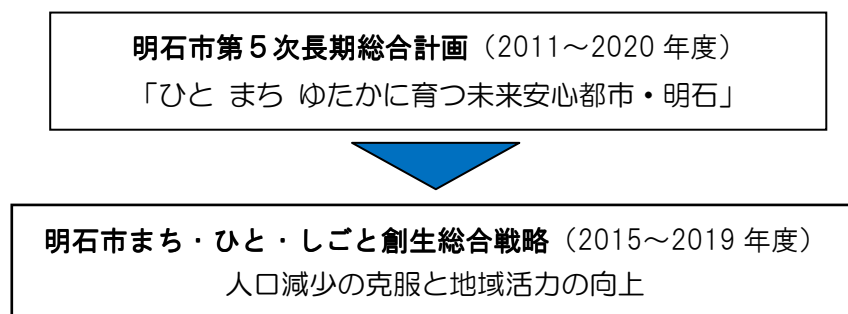 明石市第５次長期総合計画（2011～2020 年度）
「ひと まち ゆたかに育つ未来安心都市・明石」
明石市まち・ひと・しごと創生総合戦略（2015～2019 年度）
人口減少の克服と地域活力の向上